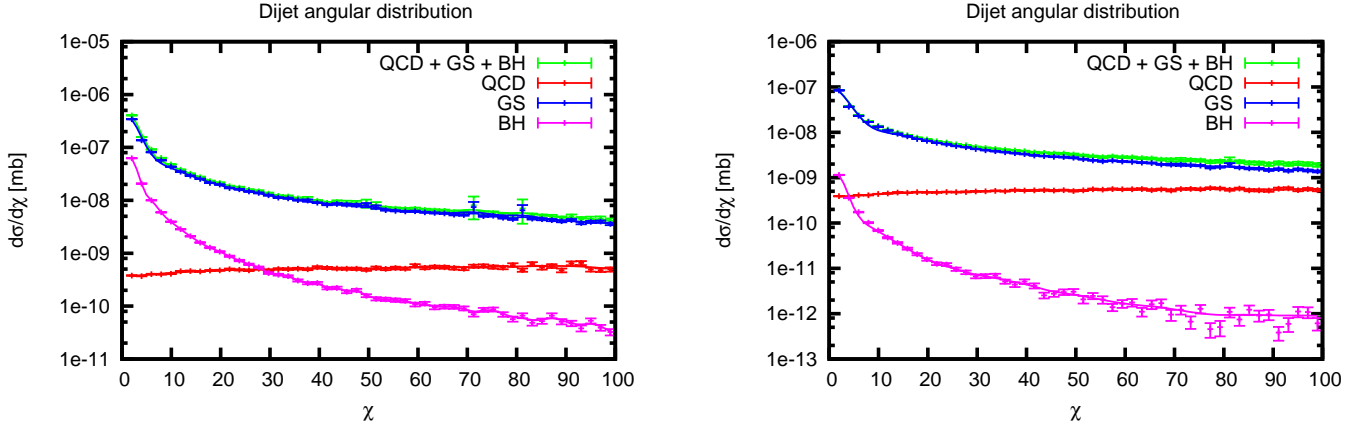 Dijet angular distribution
1e-05
1e-06
1e-07
1e-08
1e-09
1e-10
1e-11
dσ/dχ [mb]
QCD + GS + BH
QCD
GS
BH
0 10 20 30 40 50 60 70 80 90 100
χ
Dijet angular distribution
1e-06
1e-07
1e-08
1e-09
1e-10
1e-11
1e-12
1e-13
dσ/dχ [mb]
QCD + GS + BH
QCD
GS
BH
0 10 20 30 40 50 60 70 80 90 100
χ